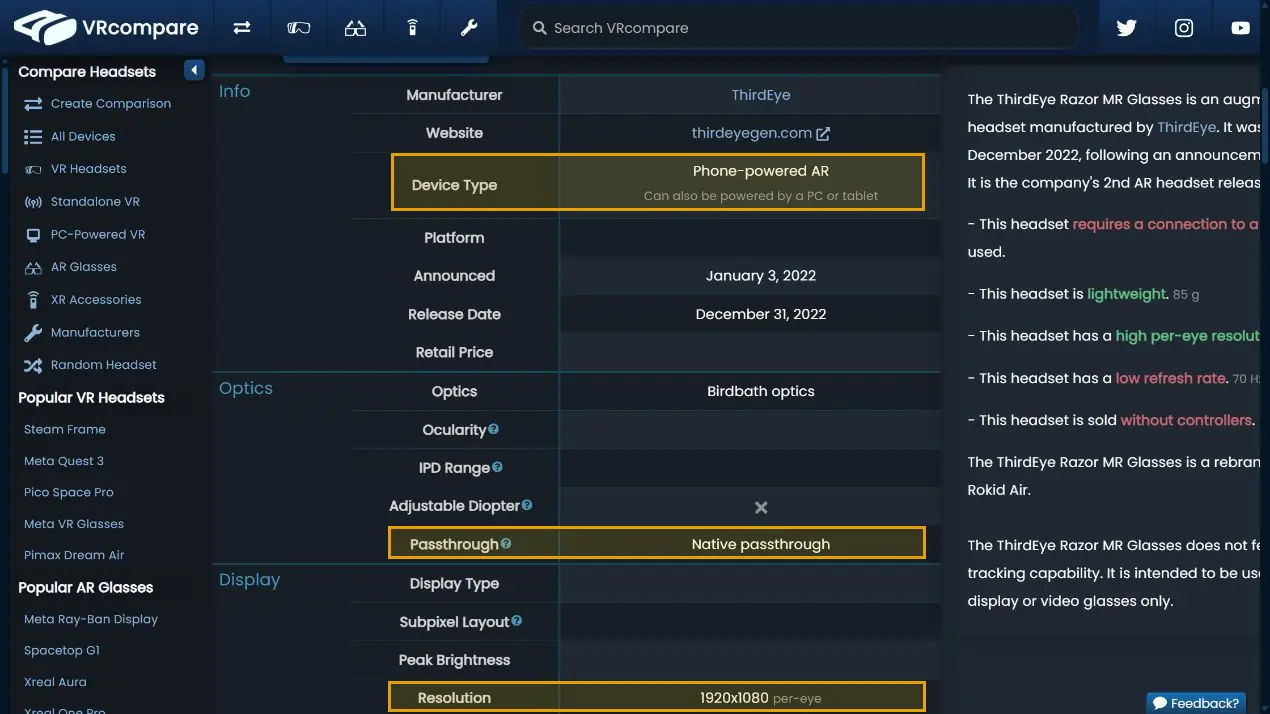 VRcompare
Search VRcompare
Compare Headsets
Create Comparison
All Devices
VR Headsets
Standalone VR
PC-Powered VR
AR Glasses
XR Accessories
Manufacturers
Random Headset
Popular VR Headsets
Steam Frame
Meta Quest 3
Pico Space Pro
Meta VR Glasses
Pimax Dream Air
Popular AR Glasses
Meta Ray-Ban Display
Spacetop G1
Xreal Aura
Xreal One Pro
Info
Manufacturer ThirdEye
Website thirdeyegen.com
Device Type Phone-powered AR
Can also be powered by a PC or tablet
Platform
Announced January 3, 2022
Release Date December 31, 2022
Retail Price
Optics
Optics Birdbath optics
Ocularity
IPD Range
Adjustable Diopter
Passthrough Native passthrough
Display
Display Type
Subpixel Layout
Peak Brightness
Resolution 1920x1080 per-eye
The ThirdEye Razor MR Glasses is an augm
headset manufactured by ThirdEye. It was
December 2022, following an announcem
It is the company's 2nd AR headset releas
- This headset requires a connection to a
used.
- This headset is lightweight. 85 g
- This headset has a high per-eye resolut
- This headset has a low refresh rate. 70 H
- This headset is sold without controllers.
The ThirdEye Razor MR Glasses is a rebran
Rokid Air.
The ThirdEye Razor MR Glasses does not fe
tracking capability. It is intended to be us
display or video glasses only.
Feedback?